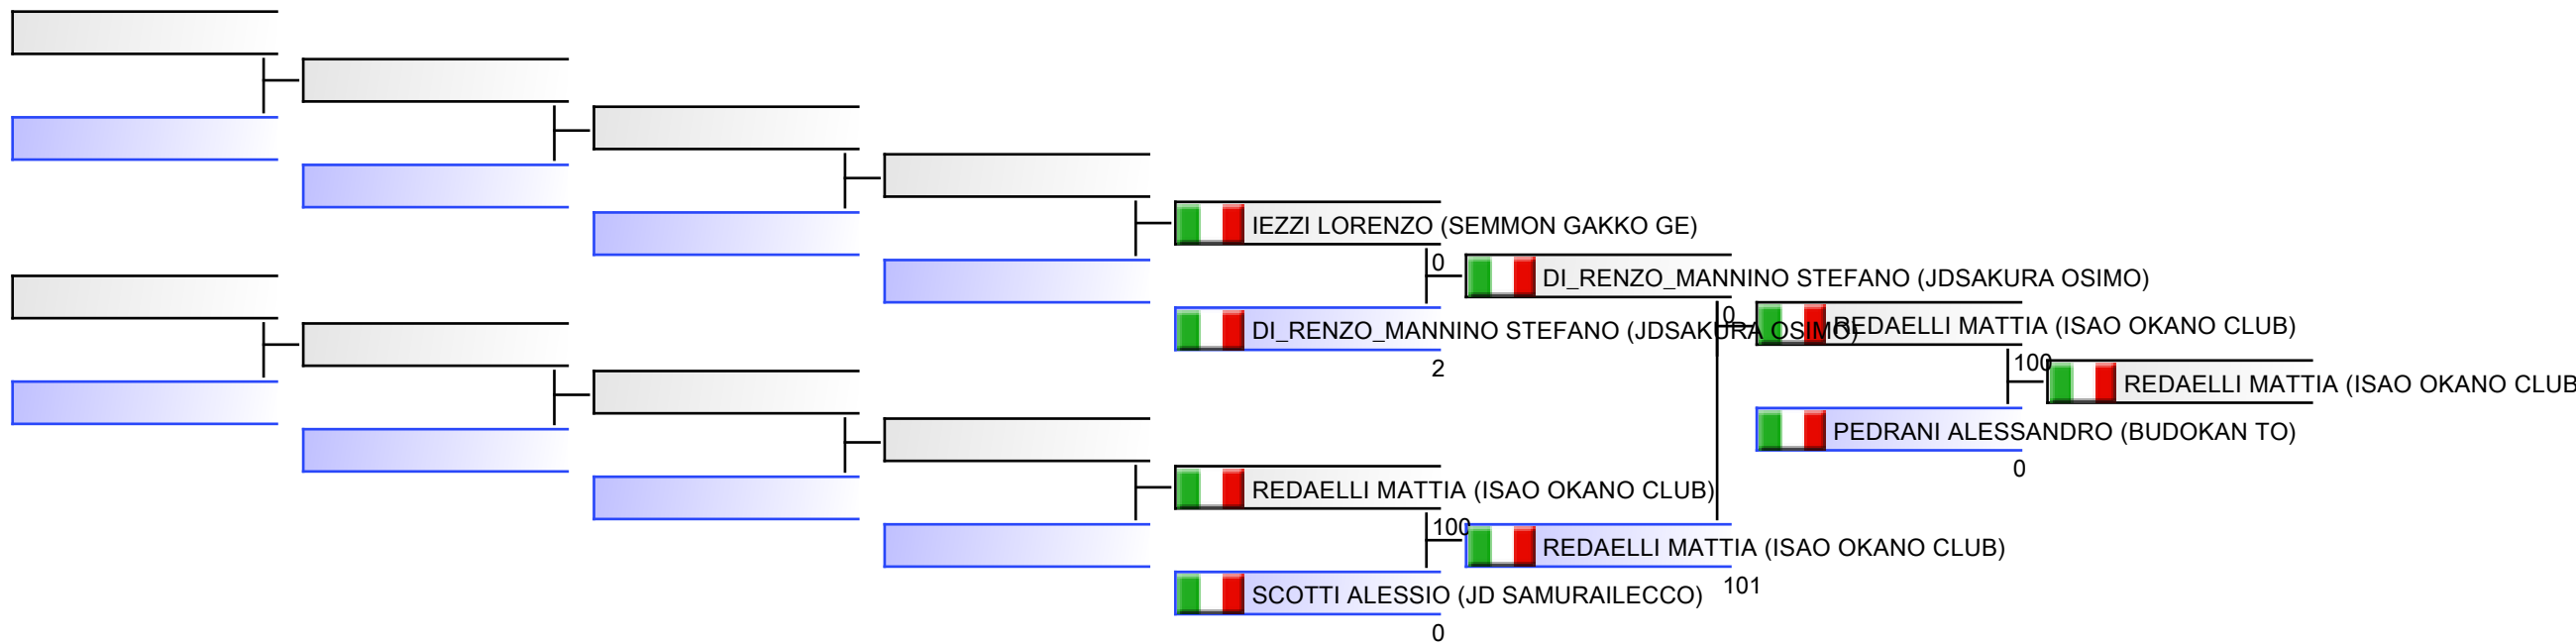 IEZZI LORENZO (SEMMON GAKKO GE)
0
DI_RENZO_MANNINO STEFANO (JDSAKURA OSIMO)
2
DI_RENZO_MANNINO STEFANO (JDSAKURA OSIMO)
0
REDAELLI MATTIA (ISAO OKANO CLUB)
100
SCOTTI ALESSIO (JD SAMURAILECCO)
0
REDAELLI MATTIA (ISAO OKANO CLUB)
101
REDAELLI MATTIA (ISAO OKANO CLUB)
100
PEDRANI ALESSANDRO (BUDOKAN TO)
0
REDAELLI MATTIA (ISAO OKANO CLUB